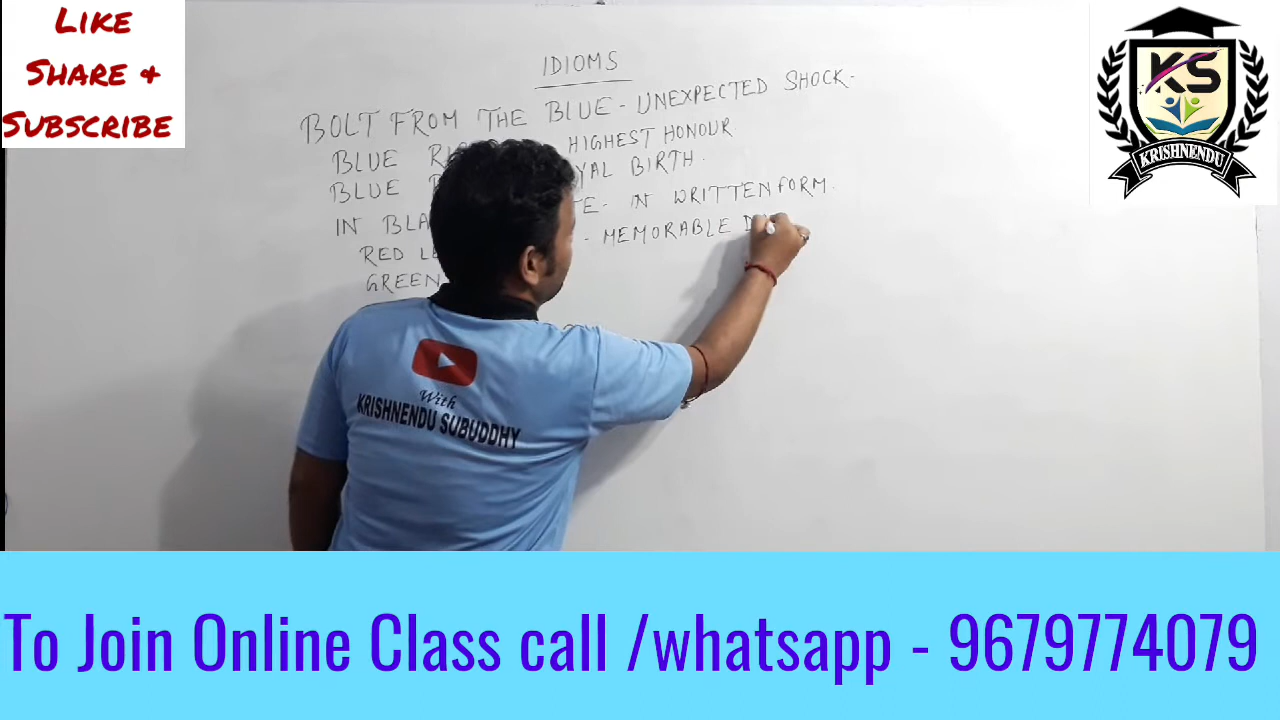 LIKE
SHARE &
SUBSCRIBE
KS
KRISHNENDU
IDIOMS
BOLT FROM THE BLUE - UNEXPECTED SHOCK-
BLUE HIGHEST HONOUR
BLUE BIRTH.
IN - IN WRITTEN FORM.
RED - MEMORABLE
GREEN
With
KRISHNENDU SUBUDDHY
To Join Online Class call /whatsapp - 9679774079